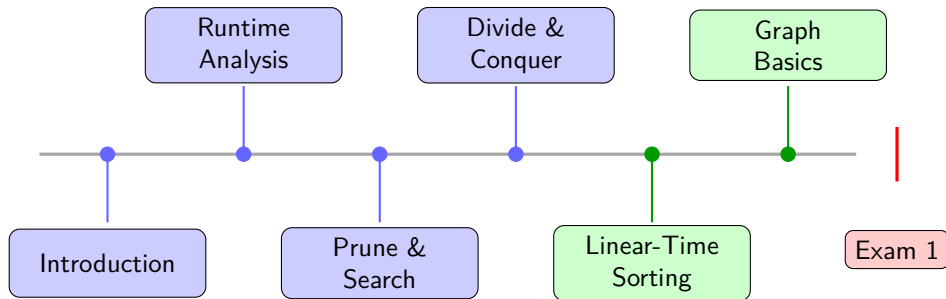 Runtime
Analysis
Divide &
Conquer
Graph
Basics
Introduction
Prune &
Search
Linear-Time
Sorting
Exam 1